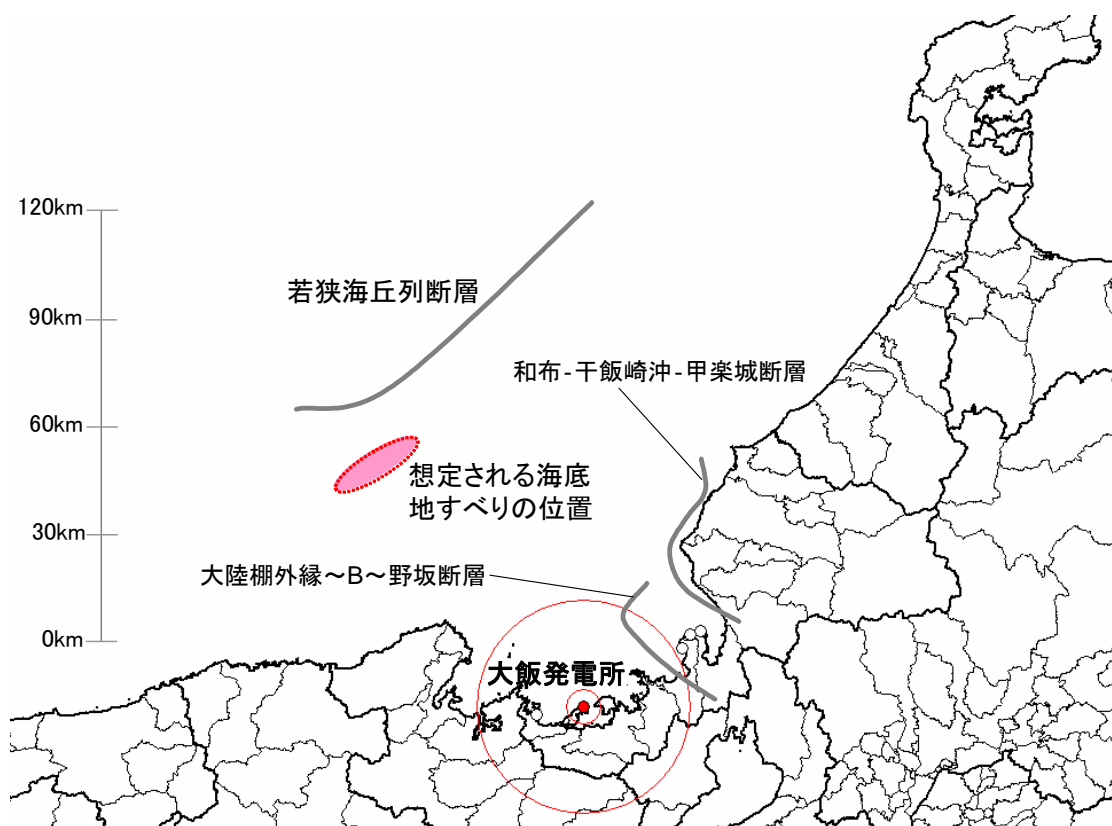 120km
若狭海丘列断層
90km
和布-干飯崎沖-甲楽城断層
60km
想定される海底
地すべりの位置
30km
大陸棚外縁～B～野坂断層
0km
大飯発電所